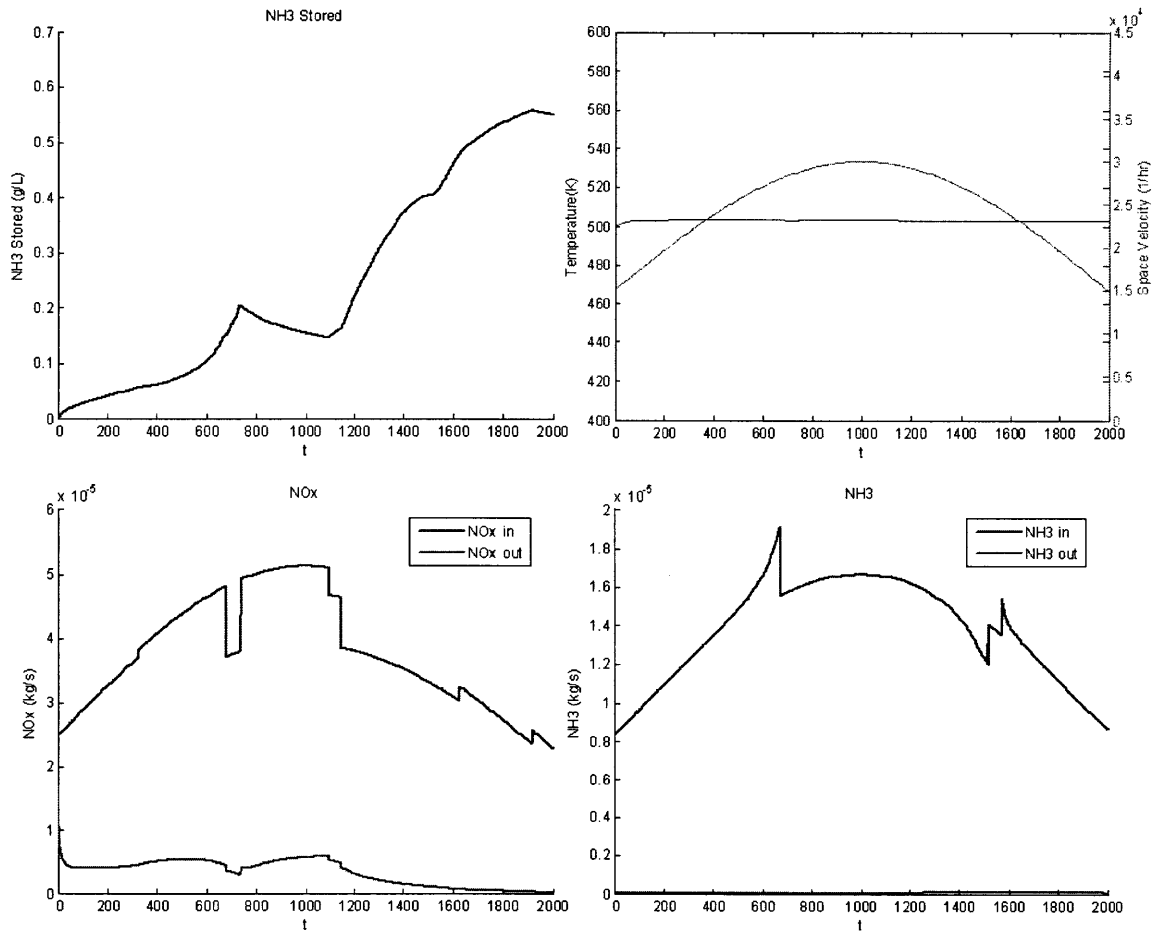 NH3 Stored
NH3 Stored (g/L)
0.7
0.6
0.5
0.4
0.3
0.2
0.1
0
0 200 400 600 800 1000 1200 1400 1600 1800 2000
t
x 10^4
Temperature(K)
600
580
560
540
520
500
480
460
440
420
400
4.5
4
3.5
3
2.5
2
1.5
1
0.5
0
Space Velocity (1/hr)
0 200 400 600 800 1000 1200 1400 1600 1800 2000
t
x 10^-5
NOx
NOx (kg/s)
6
5
4
3
2
1
0
NOx in
NOx out
0 200 400 600 800 1000 1200 1400 1600 1800 2000
t
x 10^-5
NH3
NH3 (kg/s)
2
1.8
1.6
1.4
1.2
1
0.8
0.6
0.4
0.2
0
NH3 in
NH3 out
0 200 400 600 800 1000 1200 1400 1600 1800 2000
t